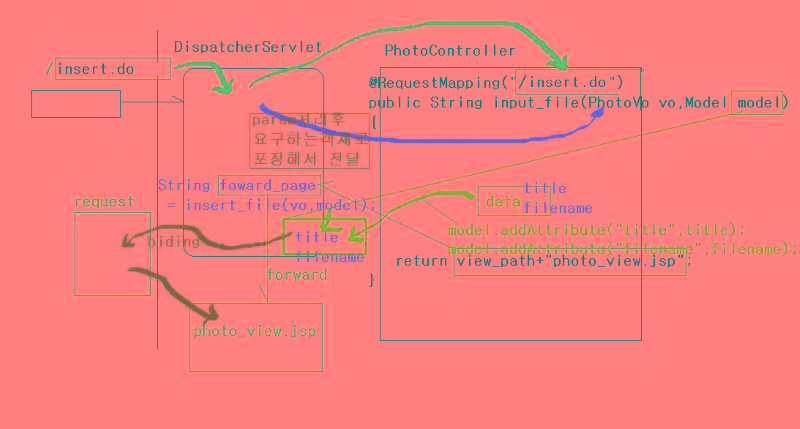 DispatcherServlet
PhotoController
/insert.do
@RequestMapping("/insert.do")
public String input_file(PhotoVo vo,Model model)
{
param처리후
요구하는객체로
포장해서 전달
String foward_page
= insert_file(vo,model);
request
biding
title
filename
data
title
filename
model.addAttribute("title",title):
model.addAttribute("filename",filename);
return view_path+"photo_view.jsp";
}
forward
photo_view.jsp